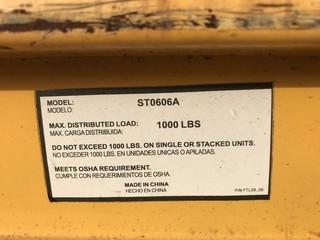 MODEL: ST0606A
MODELO:
MAX. DISTRIBUTED LOAD: 1000 LBS
MAX. CARGA DISTRIBUIDA:
DO NOT EXCEED 1000 LBS. ON SINGLE OR STACKED UNITS.
NO EXCEDER 1000 LBS. EN UNIDADES UNICAS O APILADAS.
MEETS OSHA REQUIREMENT.
CUMPLE CON REQUERIMIENTOS DE OSHA.
MADE IN CHINA
HECHO EN CHINA